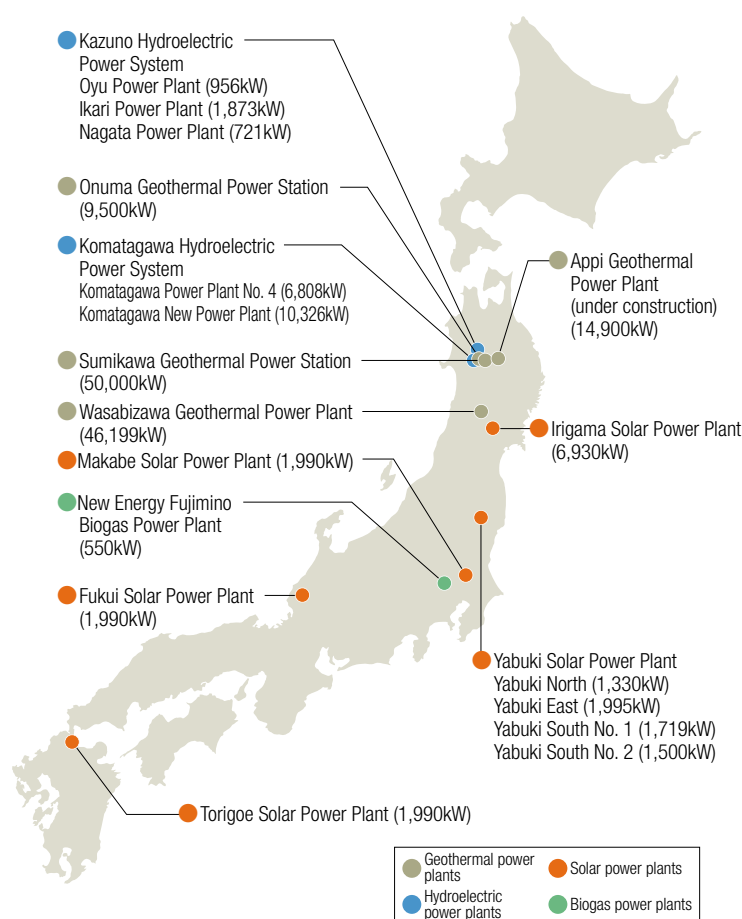 Kazuno Hydroelectric
Power System
Oyu Power Plant (956kW)
Ikari Power Plant (1,873kW)
Nagata Power Plant (721kW)
Onuma Geothermal Power Station
(9,500kW)
Komatagawa Hydroelectric
Power System
Komatagawa Power Plant No. 4 (6,808kW)
Komatagawa New Power Plant (10,326kW)
Appi Geothermal
Power Plant
(under construction)
(14,900kW)
Sumikawa Geothermal Power Station
(50,000kW)
Wasabizawa Geothermal Power Plant
(46,199kW)
Irigama Solar Power Plant
(6,930kW)
Makabe Solar Power Plant (1,990kW)
New Energy Fujimino
Biogas Power Plant
(550kW)
Fukui Solar Power Plant
(1,990kW)
Yabuki Solar Power Plant
Yabuki North (1,330kW)
Yabuki East (1,995kW)
Yabuki South No. 1 (1,719kW)
Yabuki South No. 2 (1,500kW)
Torigoe Solar Power Plant (1,990kW)
Geothermal power
plants
Solar power plants
Hydroelectric
power plants
Biogas power plants